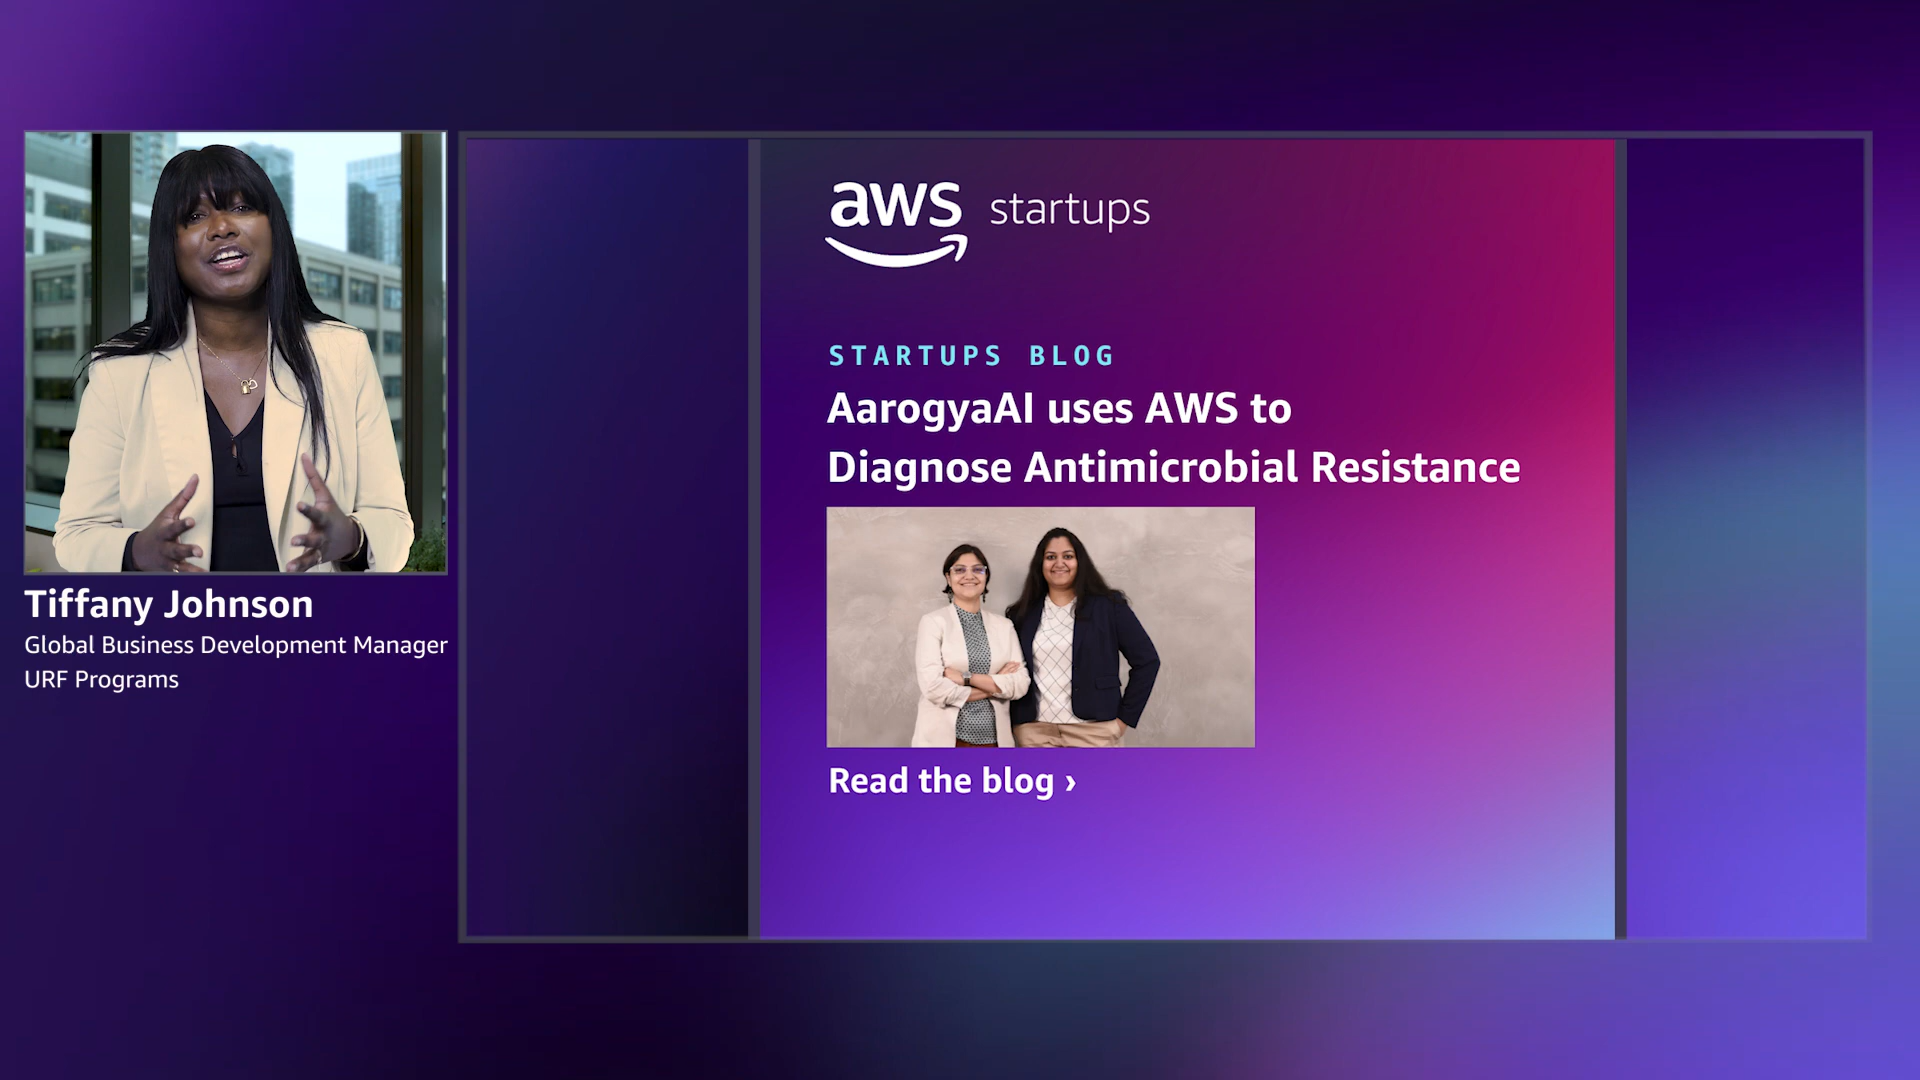 Tiffany Johnson
Global Business Development Manager
URF Programs
aws startups
STARTUPS BLOG
AarogyaAI uses AWS to
Diagnose Antimicrobial Resistance
Read the blog ›